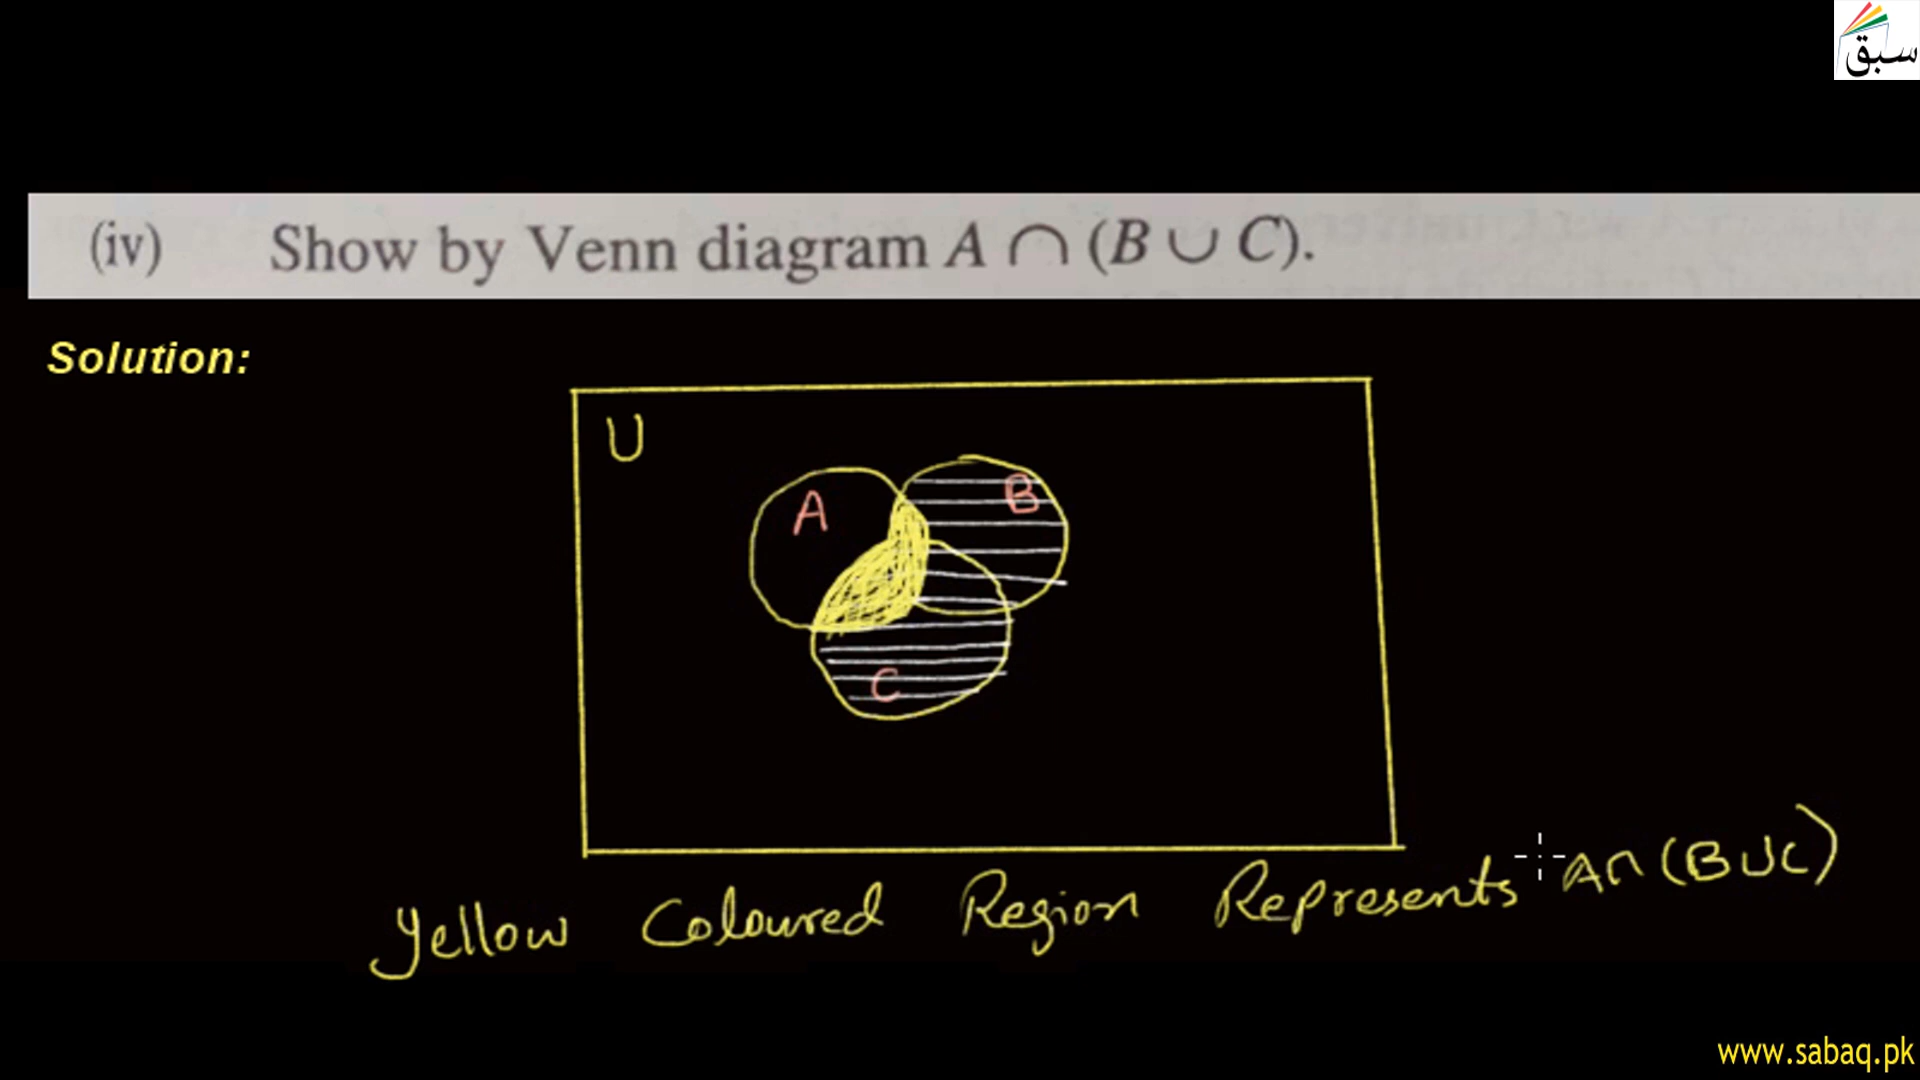 سبق
(iv) Show by Venn diagram A ∩ (B ∪ C).
Solution:
U
A
B
C
Yellow Coloured Region Represents A∩(B∪C)
www.sabaq.pk